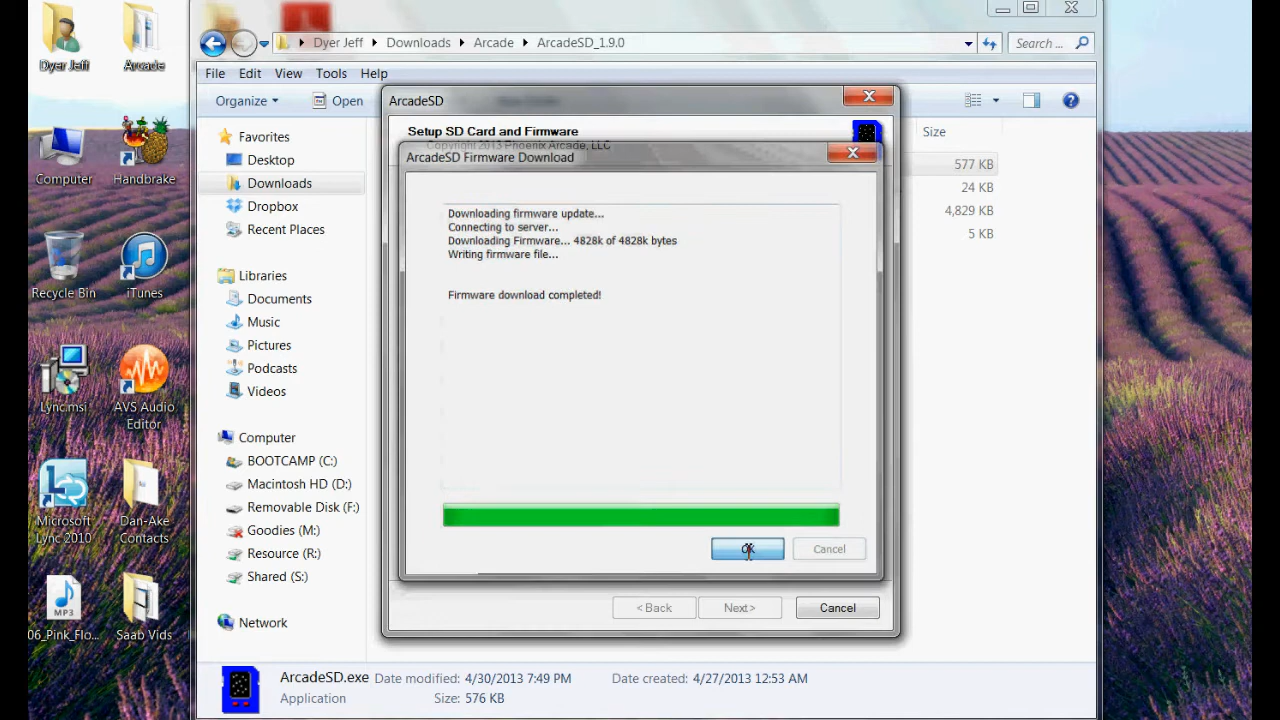 Dyer Jeff
Arcade
Computer
Handbrake
Recycle Bin
iTunes
Lync.msi
AVS Audio
Editor
Microsoft
Lync 2010
Dan-Ake
Contacts
MP3
06_Pink_Flo...
Saab Vids
Dyer Jeff
Downloads
Arcade
ArcadeSD_1.9.0
Search ...
File Edit View Tools Help
Organize
Open
Favorites
Desktop
Downloads
Dropbox
Recent Places
Libraries
Documents
Music
Pictures
Podcasts
Videos
Computer
BOOTCAMP (C:)
Macintosh HD (D:)
Removable Disk (F:)
Goodies (M:)
Resource (R:)
Shared (S:)
Network
Size
577 KB
24 KB
4,829 KB
5 KB
ArcadeSD
Setup SD Card and Firmware
Copyright 2013 Phoenix Arcade, LLC
ArcadeSD Firmware Download
Downloading firmware update...
Connecting to server...
Downloading Firmware... 4828k of 4828k bytes
Writing firmware file...
Firmware download completed!
OK
Cancel
< Back
Next>
Cancel
ArcadeSD.exe Date modified: 4/30/2013 7:49 PM Date created: 4/27/2013 12:53 AM
Application Size: 576 KB